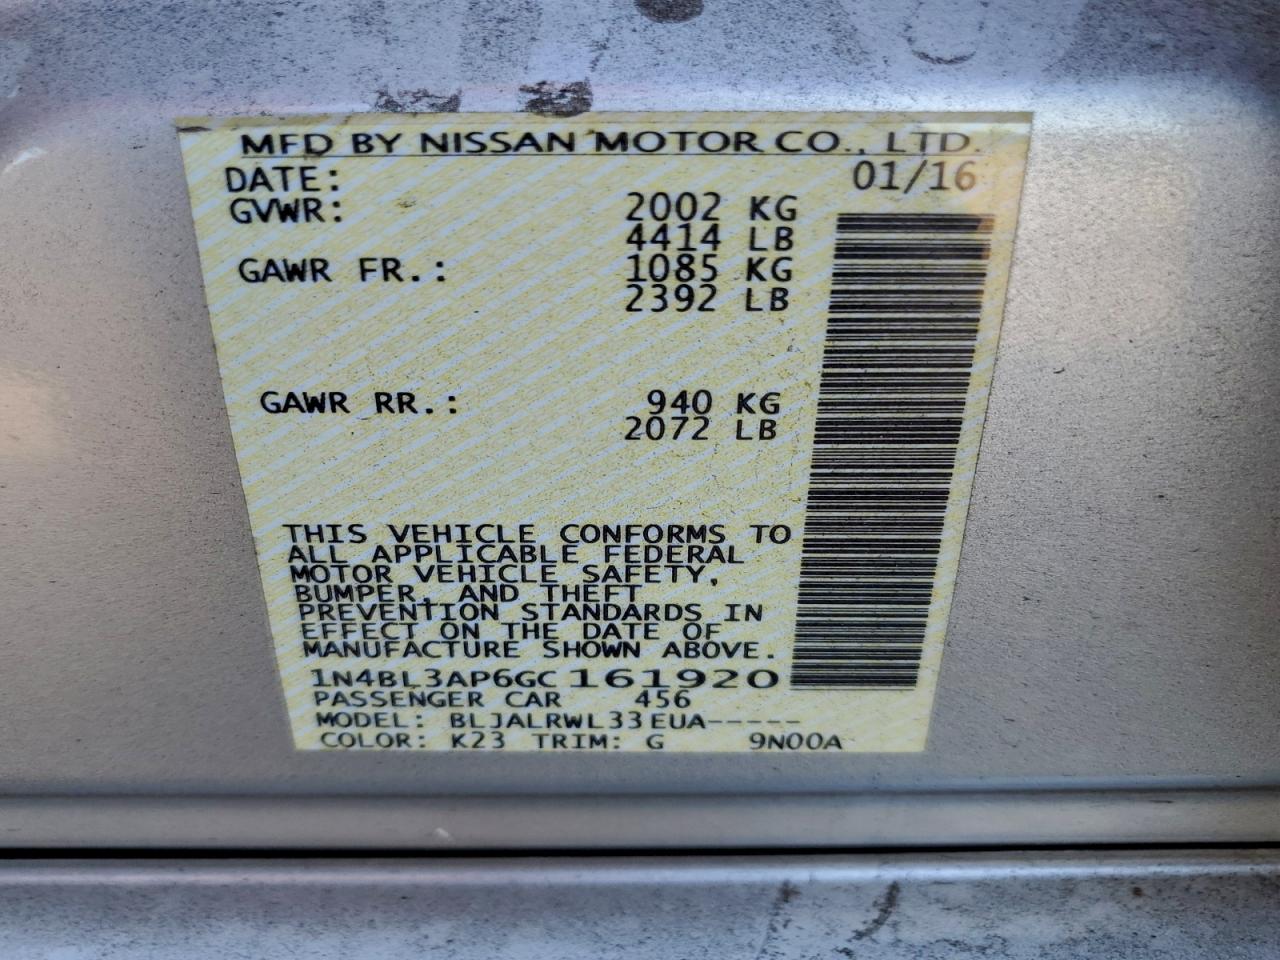 MFD BY NISSAN MOTOR CO., LTD.
DATE: 01/16
GVWR: 2002 KG
4414 LB
GAWR FR.: 1085 KG
2392 LB
GAWR RR.: 940 KG
2072 LB
THIS VEHICLE CONFORMS TO
ALL APPLICABLE FEDERAL
MOTOR VEHICLE SAFETY,
BUMPER, AND THEFT
PREVENTION STANDARDS IN
EFFECT ON THE DATE OF
MANUFACTURE SHOWN ABOVE.
1N4BL3AP6GC161920
PASSENGER CAR 456
MODEL: BLJALRWL33EUA-----
COLOR: K23 TRIM: G 9N00A